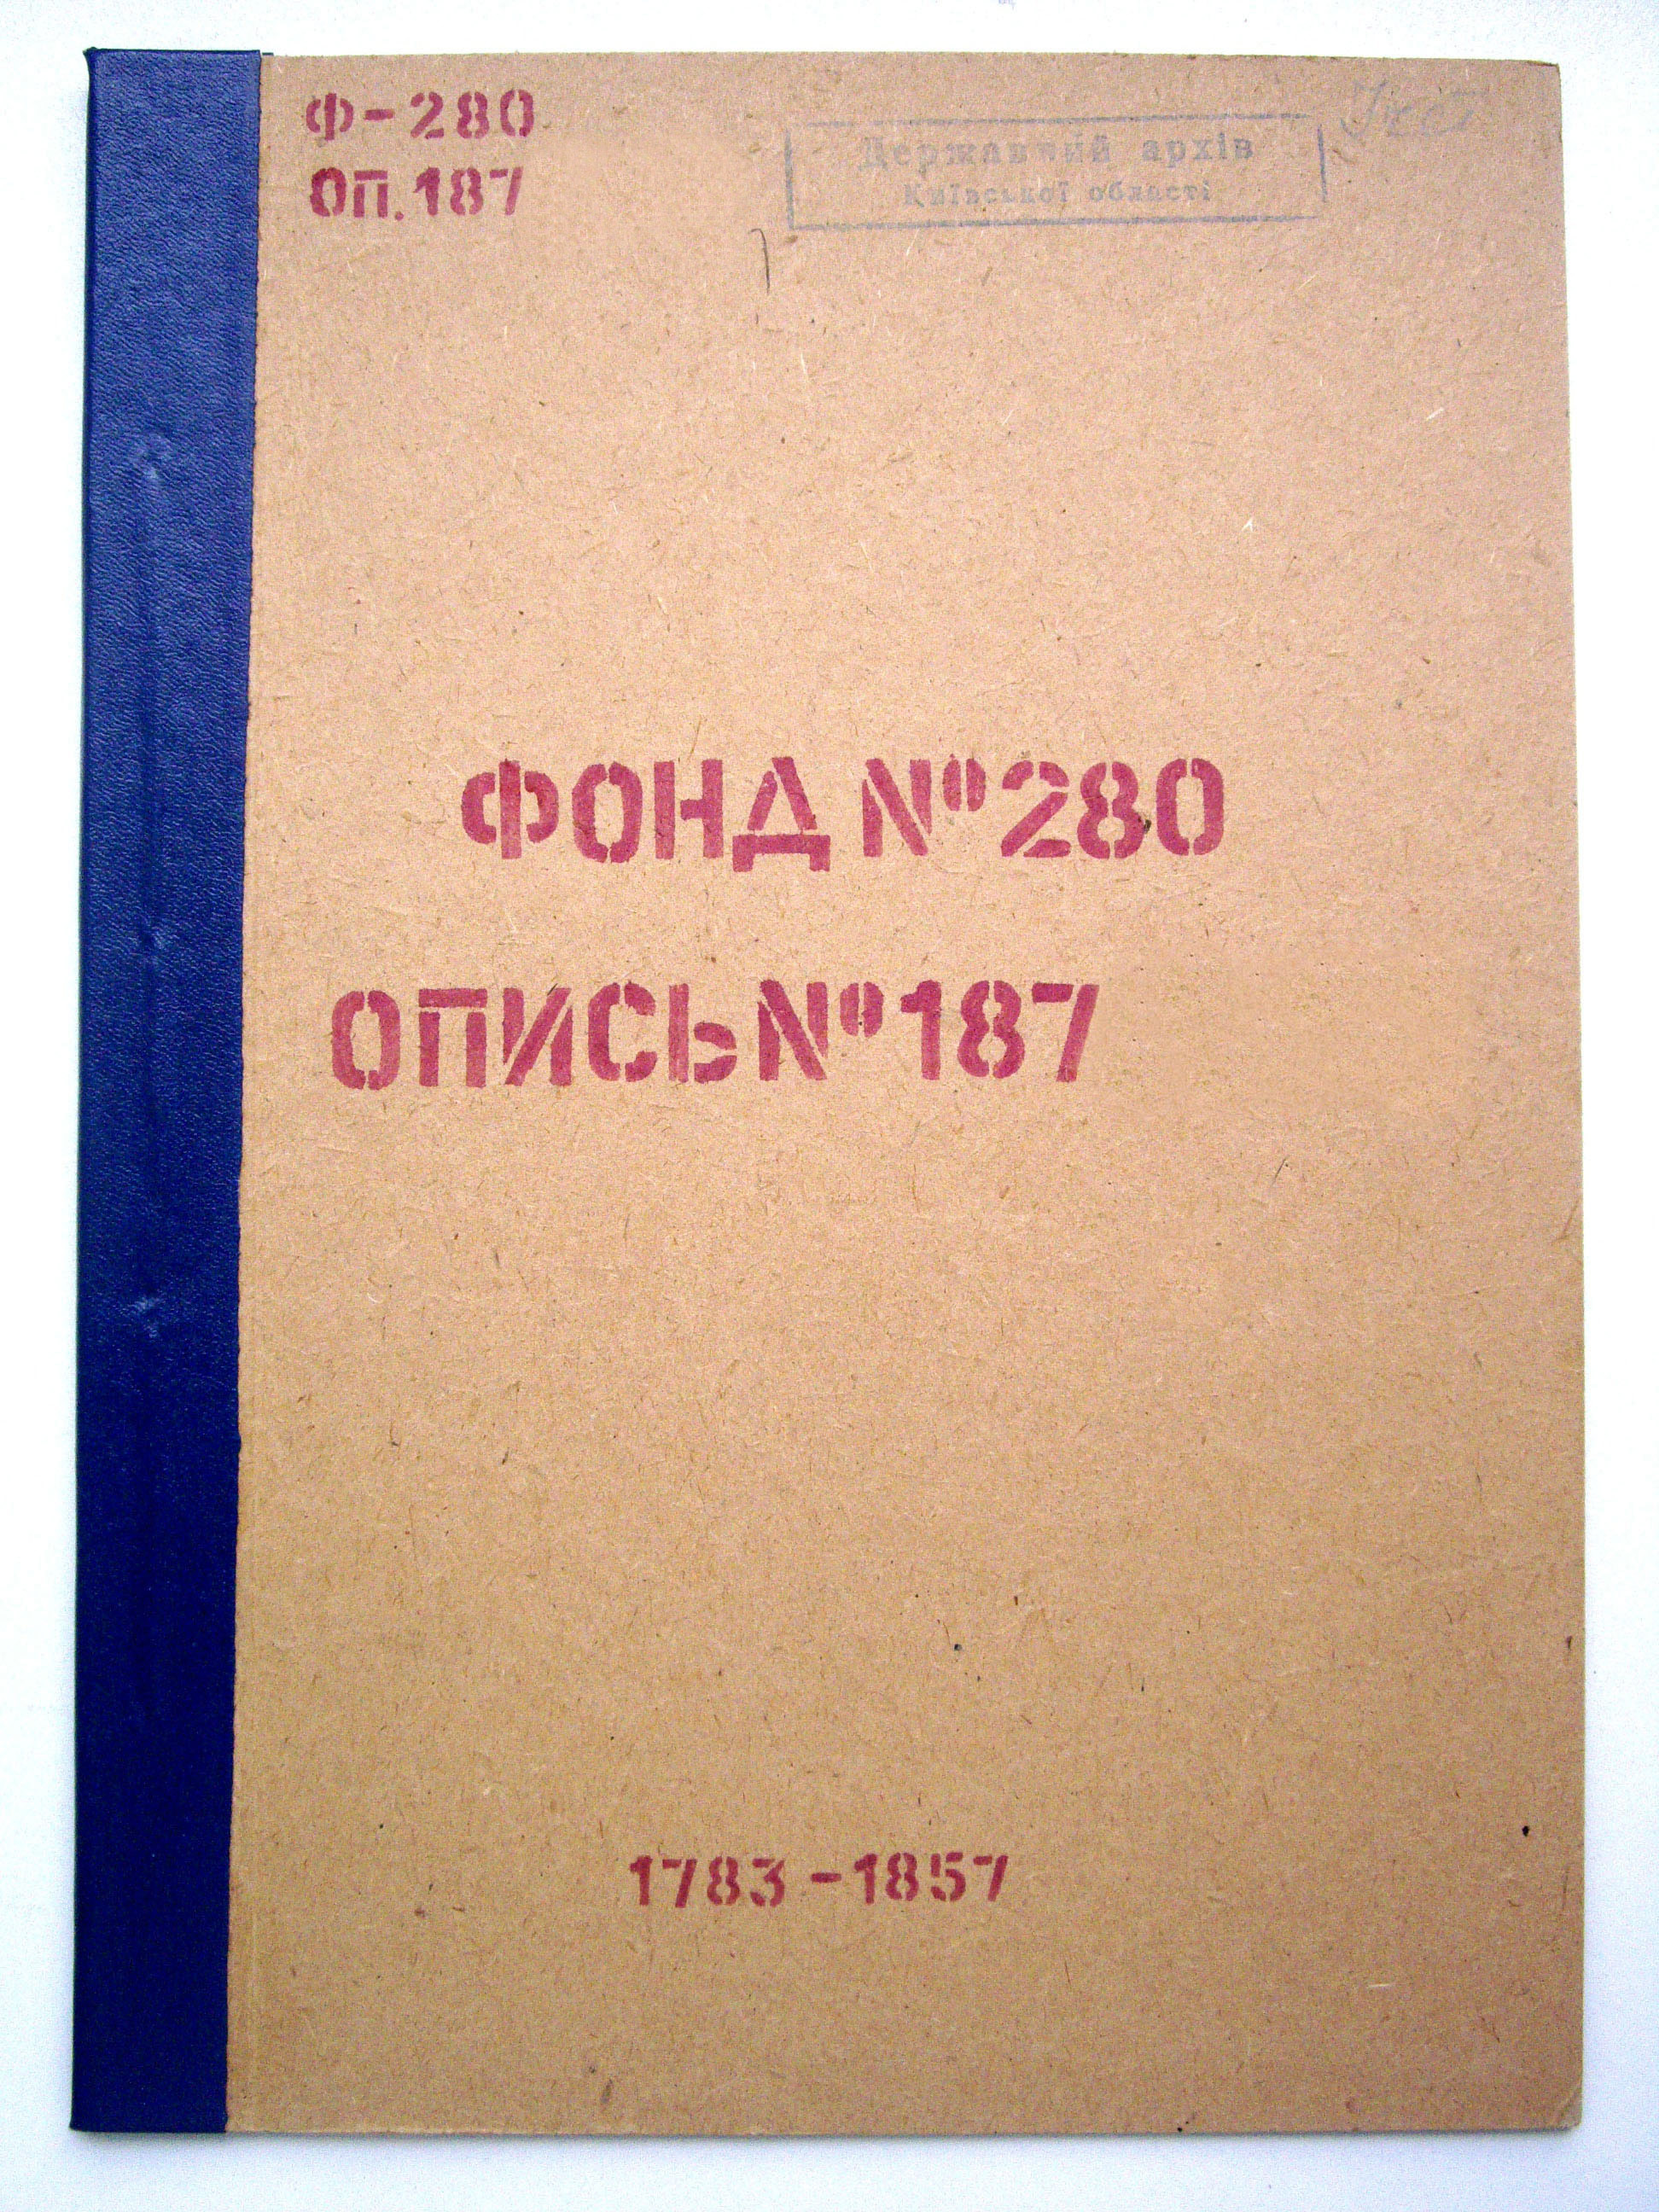 Ф-280
ОП.187
Державний архів
Київської області
ФОНД №280
ОПИСЬ №187
1783-1857